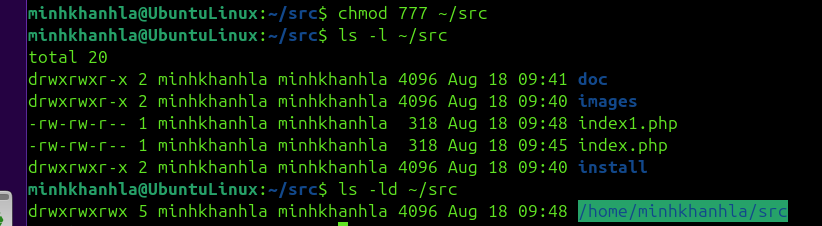 minhkhanhla@UbuntuLinux:~/src$ chmod 777 ~/src
minhkhanhla@UbuntuLinux:~/src$ ls -l ~/src
total 20
drwxrwxr-x 2 minhkhanhla minhkhanhla 4096 Aug 18 09:41 doc
drwxrwxr-x 2 minhkhanhla minhkhanhla 4096 Aug 18 09:40 images
-rw-rw-r-- 1 minhkhanhla minhkhanhla  318 Aug 18 09:48 index1.php
-rw-rw-r-- 1 minhkhanhla minhkhanhla  318 Aug 18 09:45 index.php
drwxrwxr-x 2 minhkhanhla minhkhanhla 4096 Aug 18 09:40 install
minhkhanhla@UbuntuLinux:~/src$ ls -ld ~/src
drwxrwxrwx 5 minhkhanhla minhkhanhla 4096 Aug 18 09:48 /home/minhkhanhla/src